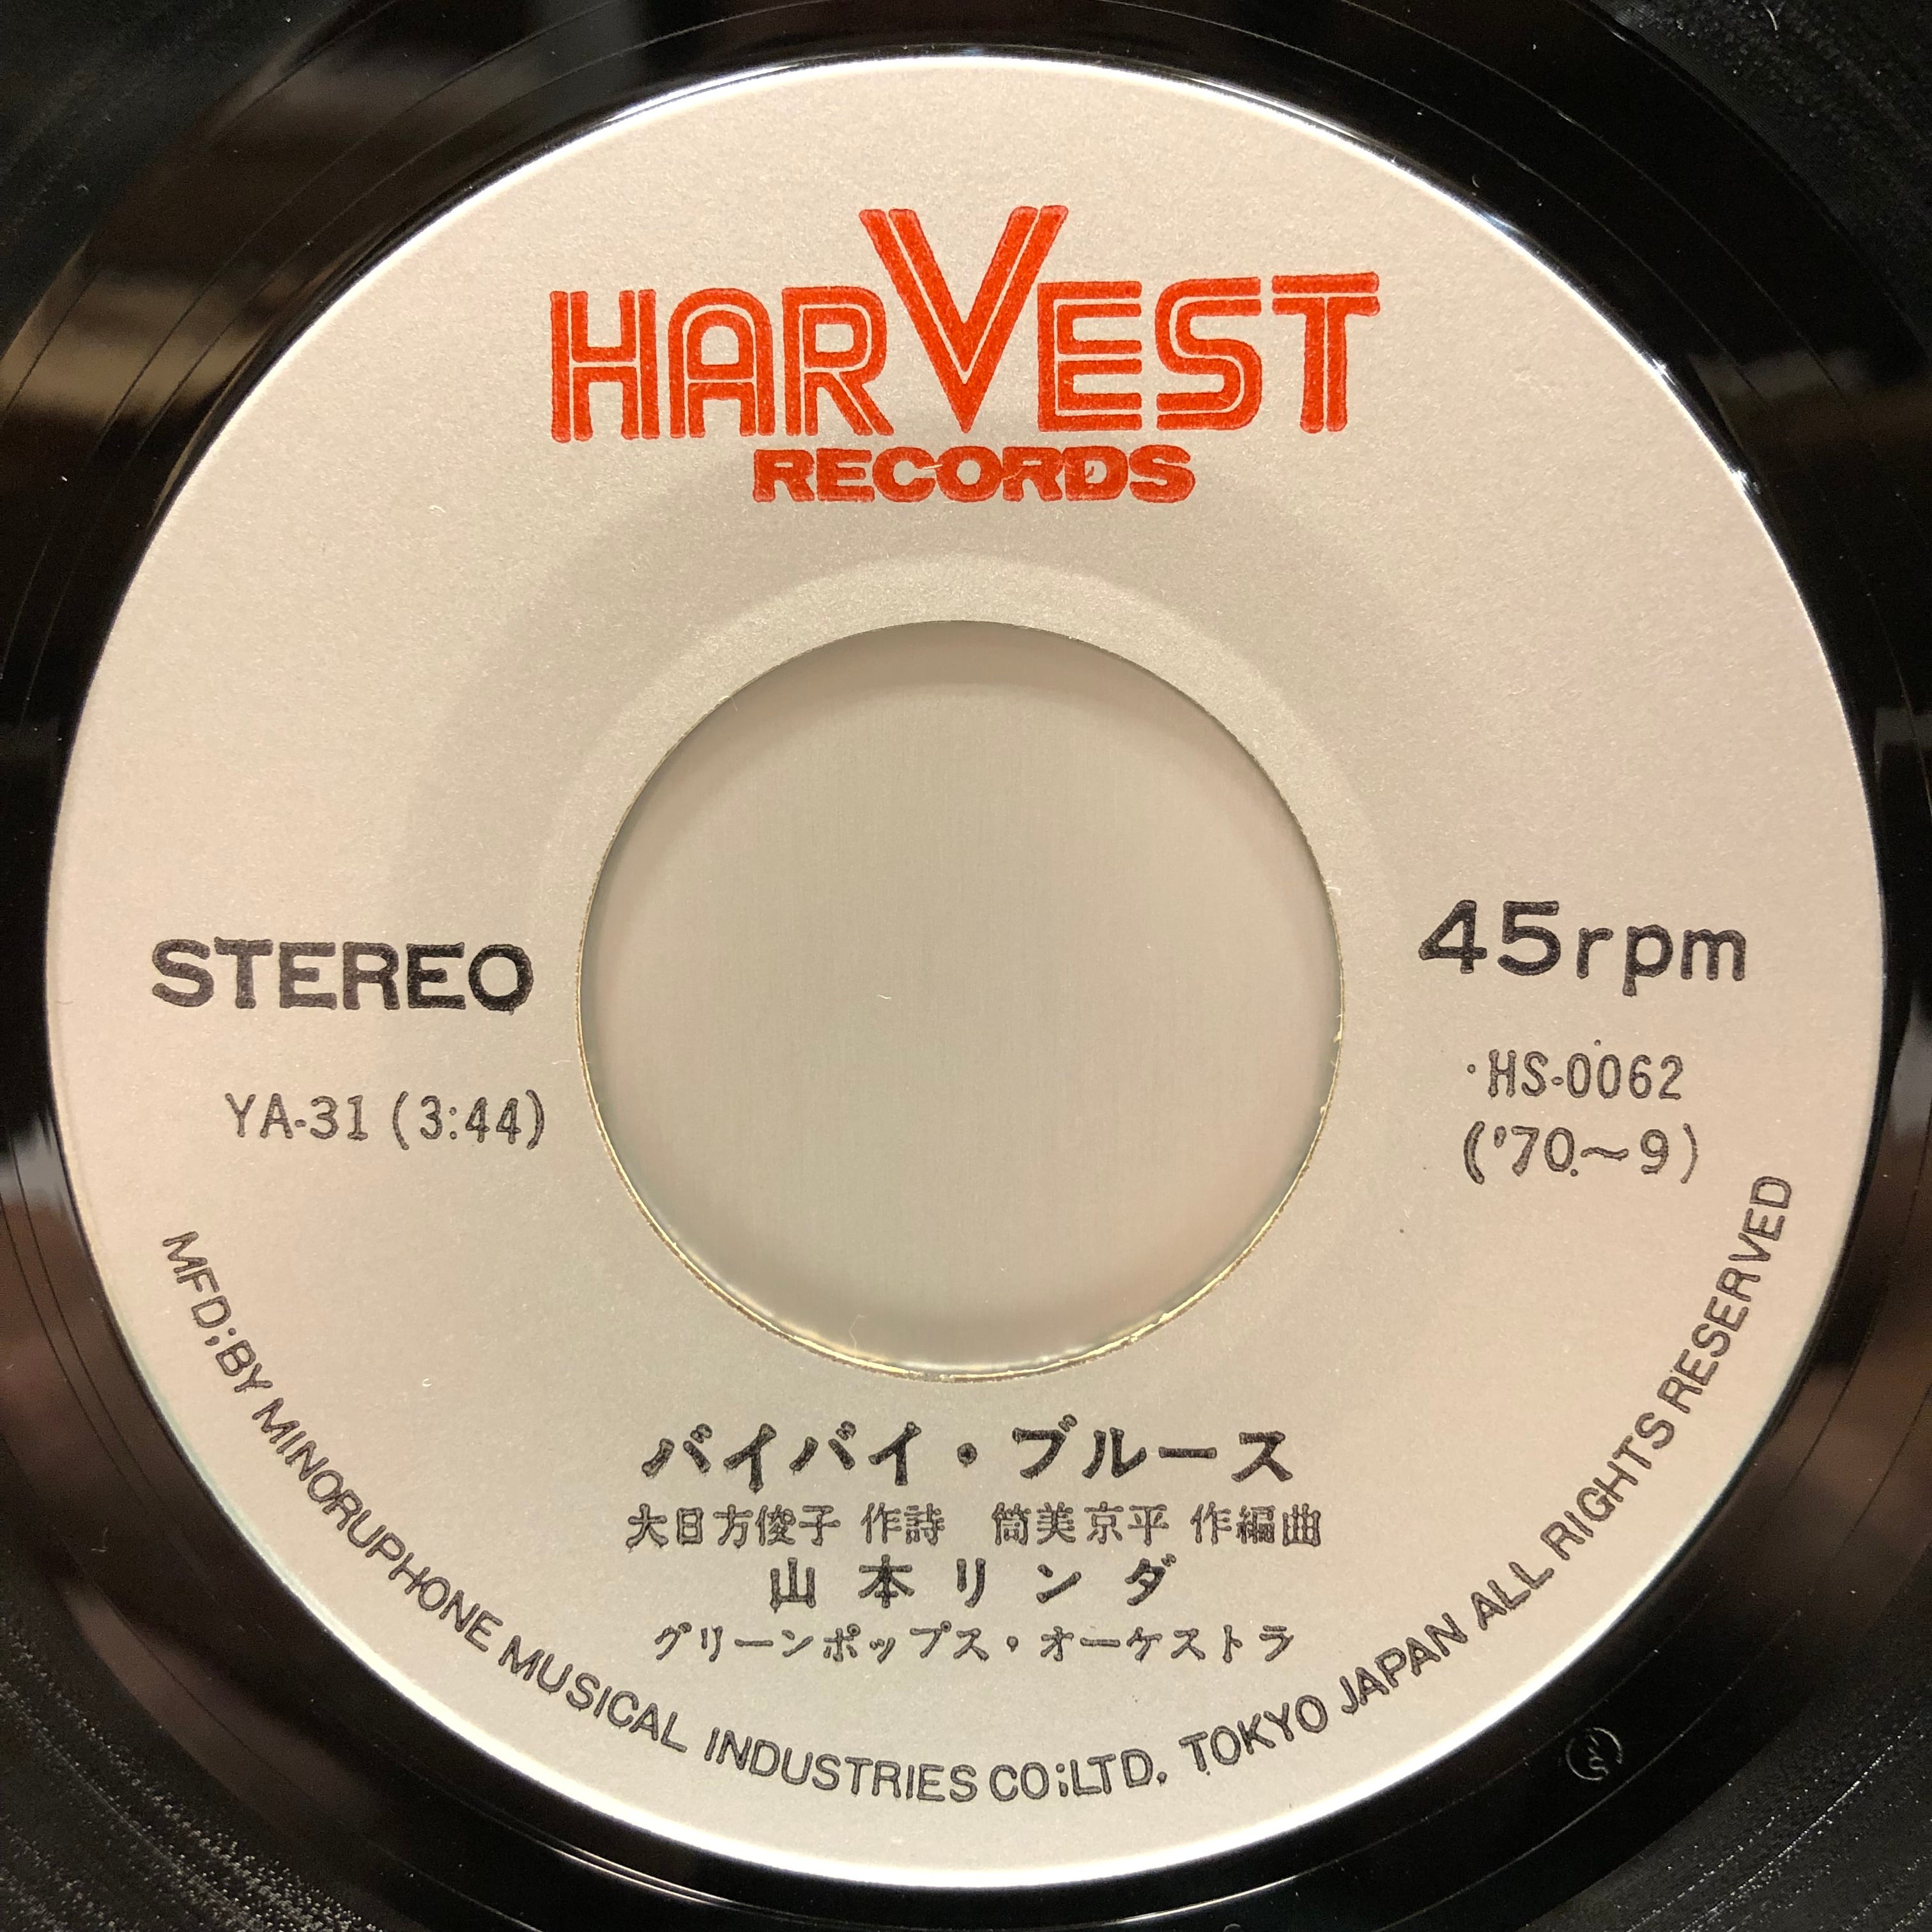 HARVEST
RECORDS
STEREO
45rpm
YA-31 (3:44)
HS-0062
('70.~9)
バイバイ・ブルース
大日方俊子 作詩 筒美京平 作編曲
山本リンダ
グリーンポップス・オーケストラ
MFD;BY MINORUPHONE MUSICAL INDUSTRIES CO;LTD. TOKYO JAPAN ALL RIGHTS RESERVED